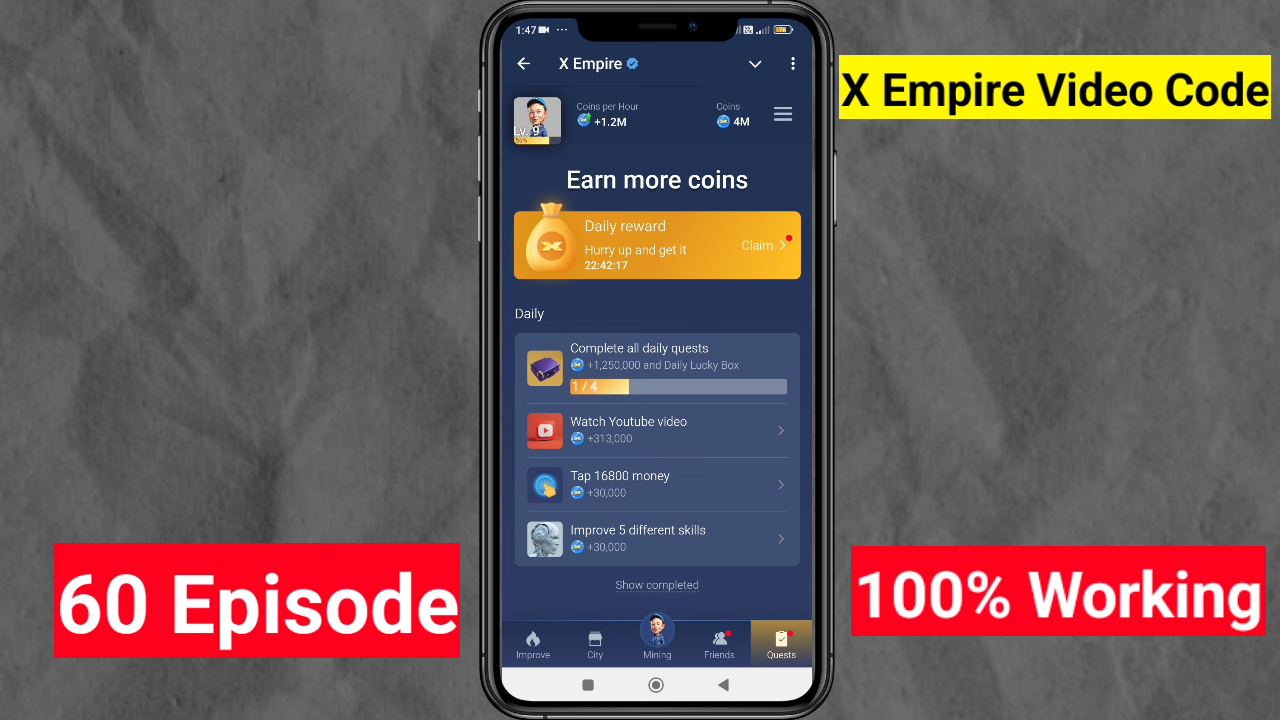 1:47
X Empire
X Empire Video Code
Coins per Hour
+1.2M
Coins
4M
Lv. 9
55%
Earn more coins
Daily reward
Hurry up and get it
22:42:17
Claim
Daily
Complete all daily quests
+1,250,000 and Daily Lucky Box
1 / 4
Watch Youtube video
+313,000
Tap 16800 money
+30,000
Improve 5 different skills
+30,000
Show completed
60 Episode
100% Working
Improve
City
Mining
Friends
Quests